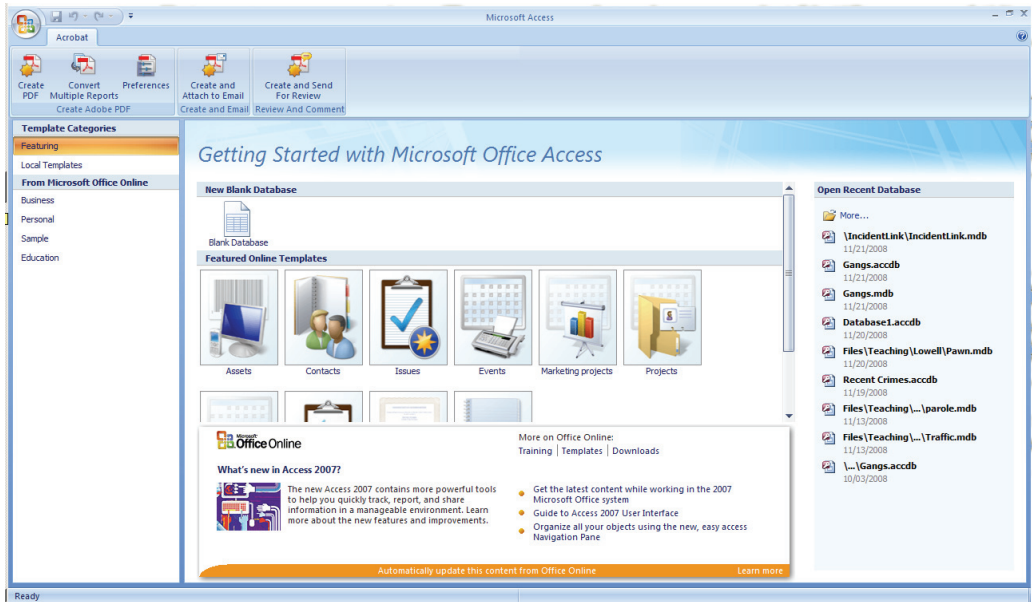 Microsoft Access
Acrobat
Create PDF
Convert Multiple Reports
Preferences
Create and Attach to Email
Create and Send For Review
Create Adobe PDF
Create and Email
Review And Comment
Template Categories
Featuring
Local Templates
From Microsoft Office Online
Business
Personal
Sample
Education
Getting Started with Microsoft Office Access
New Blank Database
Blank Database
Featured Online Templates
Assets
Contacts
Issues
Events
Marketing projects
Projects
Microsoft
Office Online
What's new in Access 2007?
The new Access 2007 contains more powerful tools
to help you quickly track, report, and share
information in a manageable environment. Learn
more about the new features and improvements.
More on Office Online:
Training | Templates | Downloads
Get the latest content while working in the 2007
Microsoft Office system
Guide to Access 2007 User Interface
Organize all your objects using the new, easy access
Navigation Pane
Automatically update this content from Office Online
Learn more
Open Recent Database
More...
\IncidentLink\IncidentLink.mdb
11/21/2008
Gangs.accdb
11/21/2008
Gangs.mdb
11/21/2008
Database1.accdb
11/20/2008
Files\Teaching\Lowell\Pawn.mdb
11/20/2008
Recent Crimes.accdb
11/19/2008
Files\Teaching\...\parole.mdb
11/13/2008
Files\Teaching\...\Traffic.mdb
11/13/2008
\...\Gangs.accdb
10/03/2008
Ready